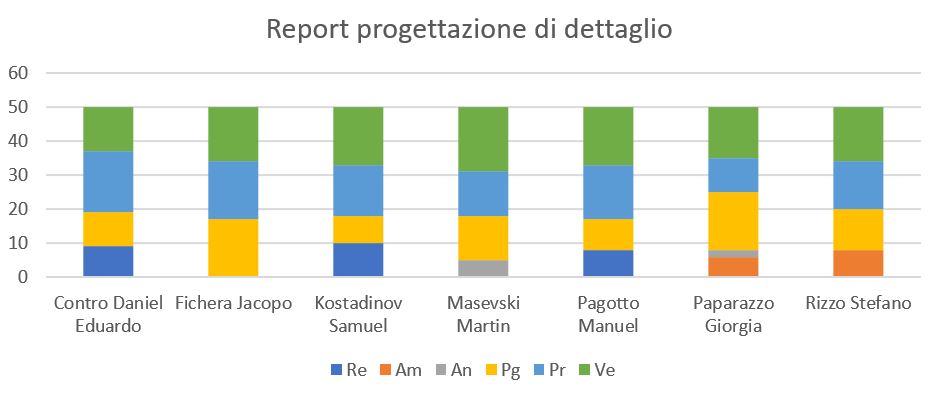 Report progettazione di dettaglio
60
50
40
30
20
10
0
Contro Daniel Eduardo
Fichera Jacopo
Kostadinov Samuel
Masevski Martin
Pagotto Manuel
Paparazzo Giorgia
Rizzo Stefano
Re Am An Pg Pr Ve